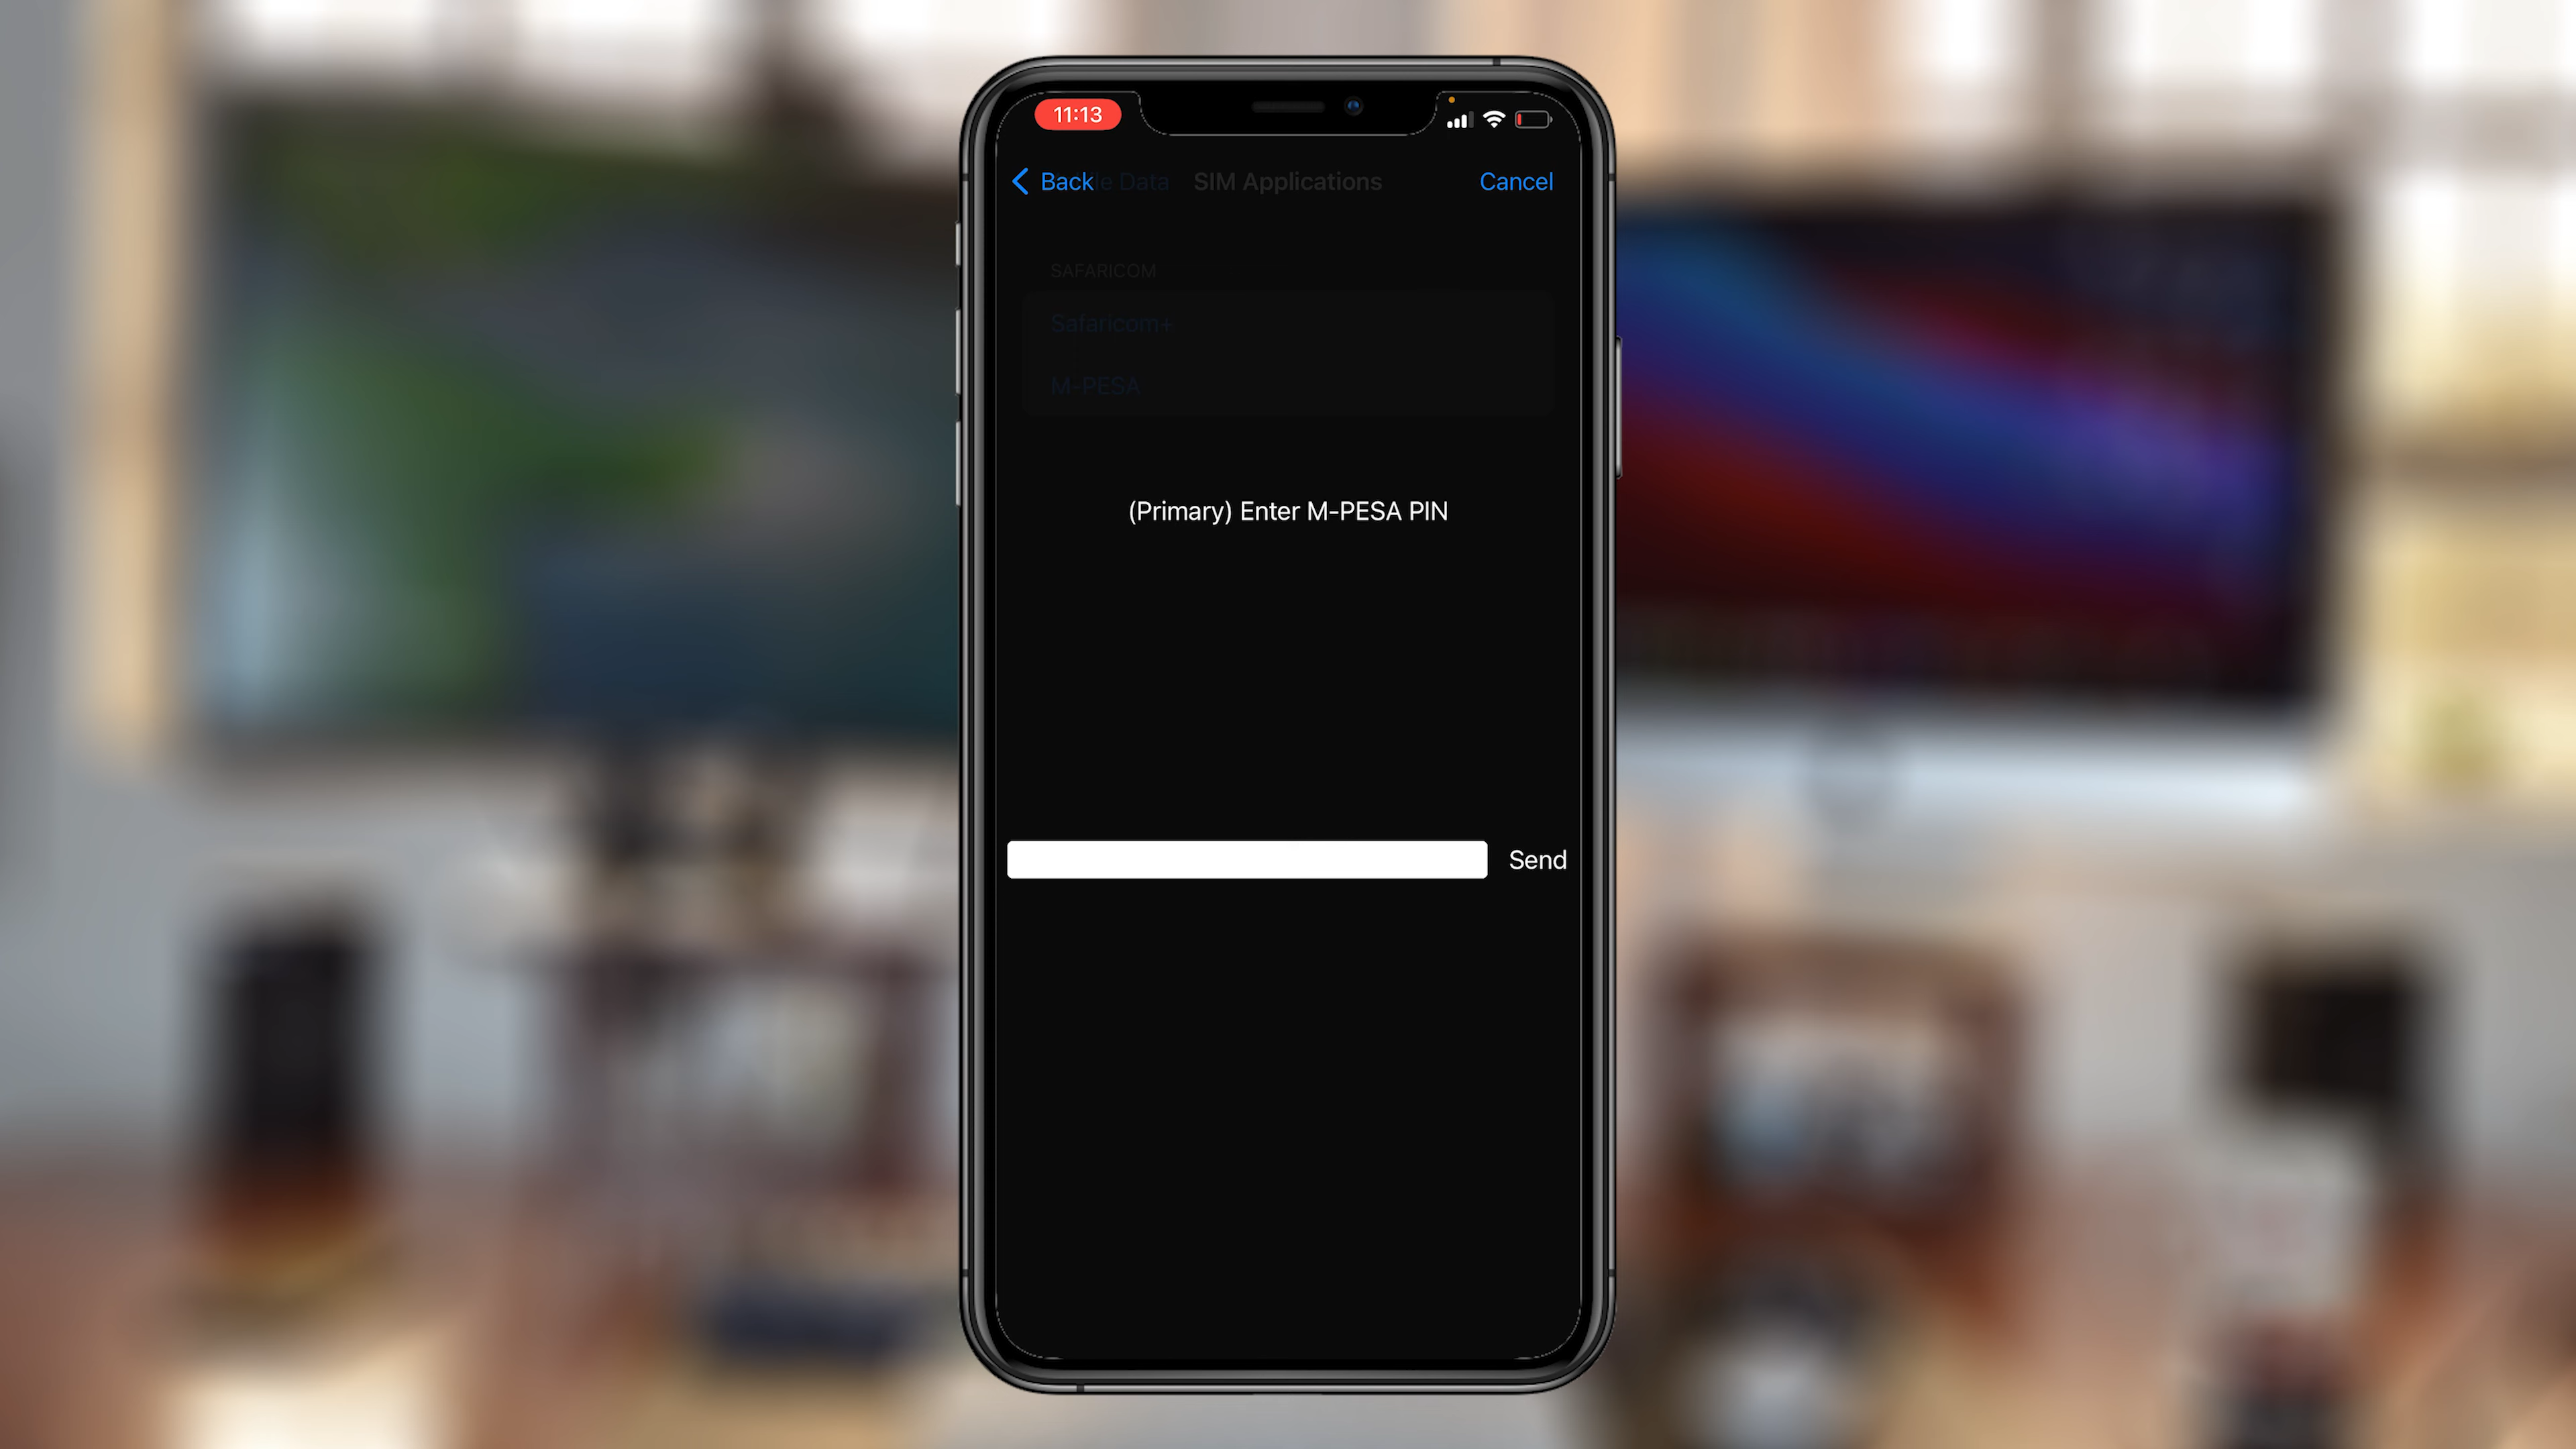 11:13
Back le Data SIM Applications Cancel
SAFARICOM
Safaricom+
M-PESA
(Primary) Enter M-PESA PIN
Send